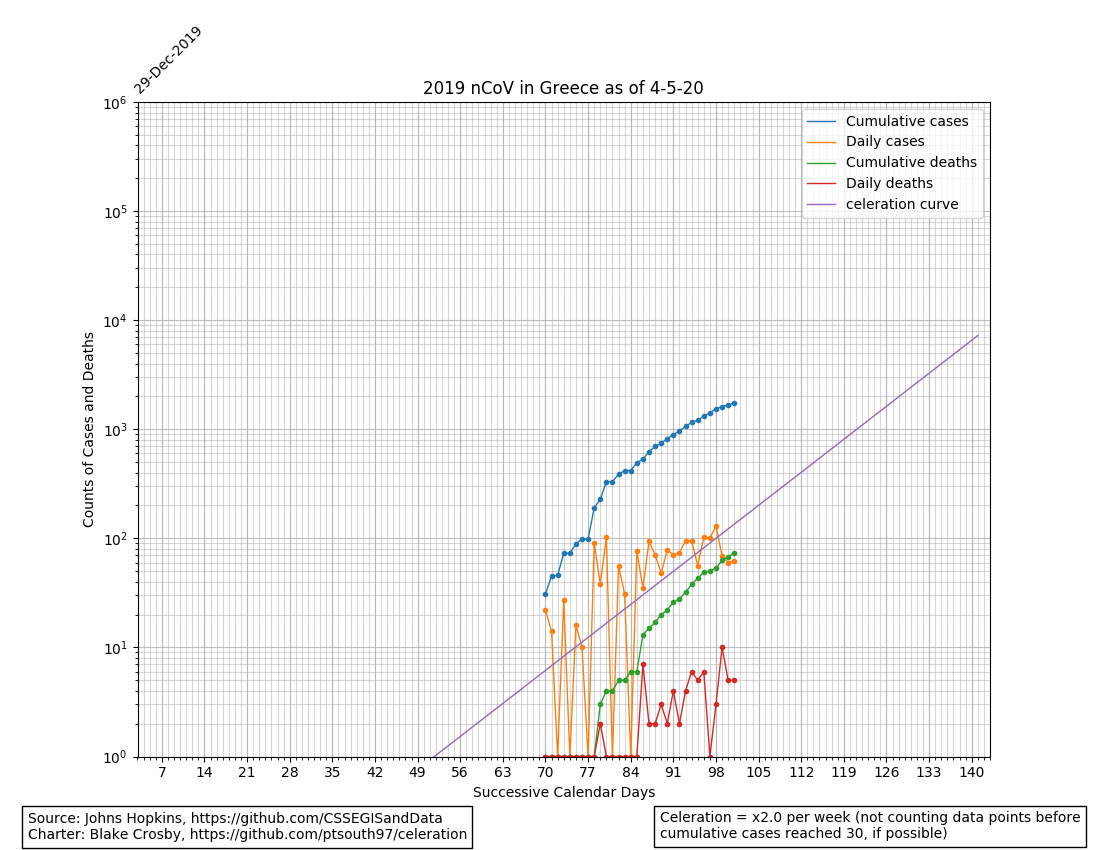 29-Dec-2019
2019 nCoV in Greece as of 4-5-20
Cumulative cases
Daily cases
Cumulative deaths
Daily deaths
celeration curve
10^6
10^5
10^4
10^3
10^2
10^1
10^0
Counts of Cases and Deaths
7 14 21 28 35 42 49 56 63 70 77 84 91 98 105 112 119 126 133 140
Successive Calendar Days
Source: Johns Hopkins, https://github.com/CSSEGISandData
Charter: Blake Crosby, https://github.com/ptsouth97/celeration
Celeration = x2.0 per week (not counting data points before
cumulative cases reached 30, if possible)